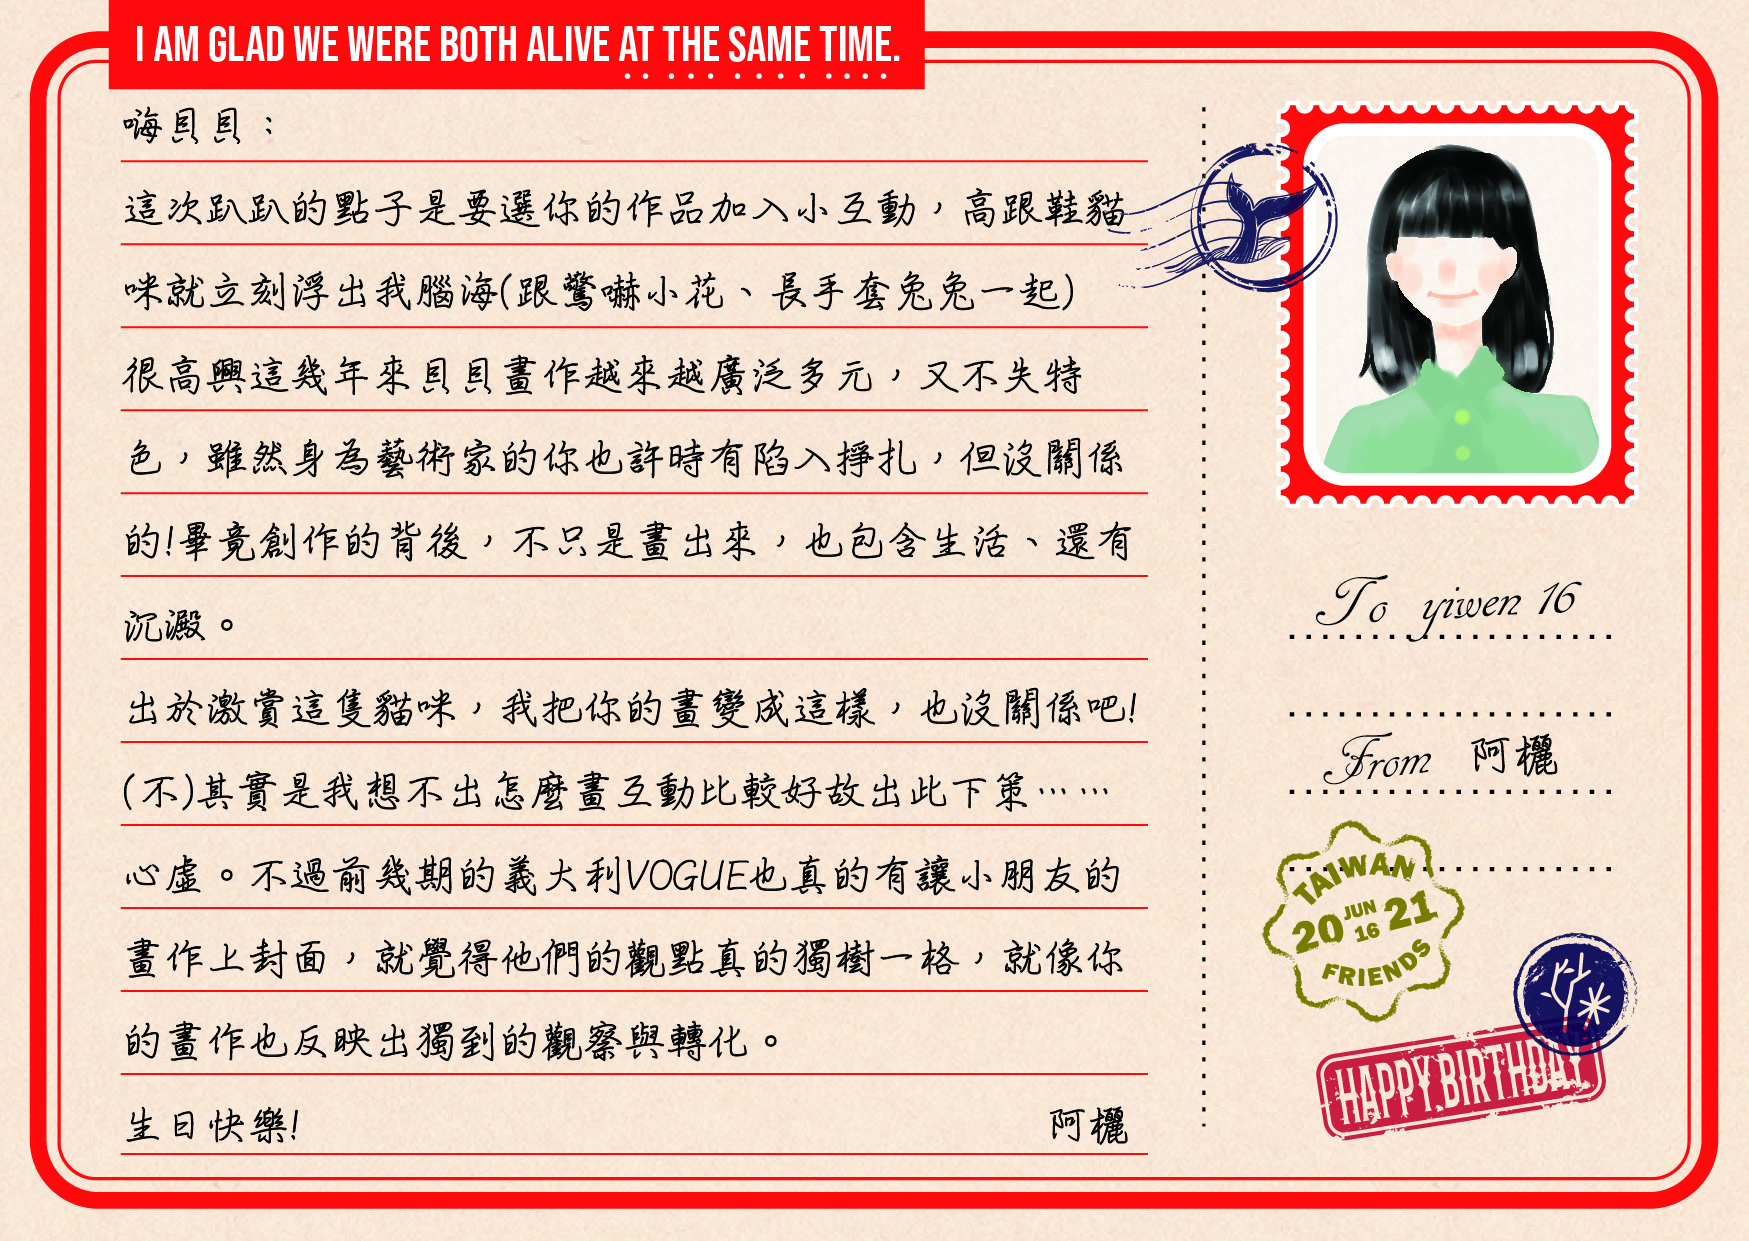 I AM GLAD WE WERE BOTH ALIVE AT THE SAME TIME.
嗨貝貝：
這次趴趴的點子是要選你的作品加入小互動，高跟鞋貓
咪就立刻浮出我腦海(跟驚嚇小花、長手套兔兔一起)
很高興這幾年來貝貝畫作越來越廣泛多元，又不失特
色，雖然身為藝術家的你也許時有陷入掙扎，但沒關係
的!畢竟創作的背後，不只是畫出來，也包含生活、還有
沉澱。
出於激賞這隻貓咪，我把你的畫變成這樣，也沒關係吧!
(不)其實是我想不出怎麼畫互動比較好故出此下策⋯⋯
心虛。不過前幾期的義大利VOGUE也真的有讓小朋友的
畫作上封面，就覺得他們的觀點真的獨樹一格，就像你
的畫作也反映出獨到的觀察與轉化。
生日快樂! 阿欐
To yiwen 16
From 阿欐
TAIWAN
20 JUN 16 21
FRIENDS
HAPPY BIRTHDAY